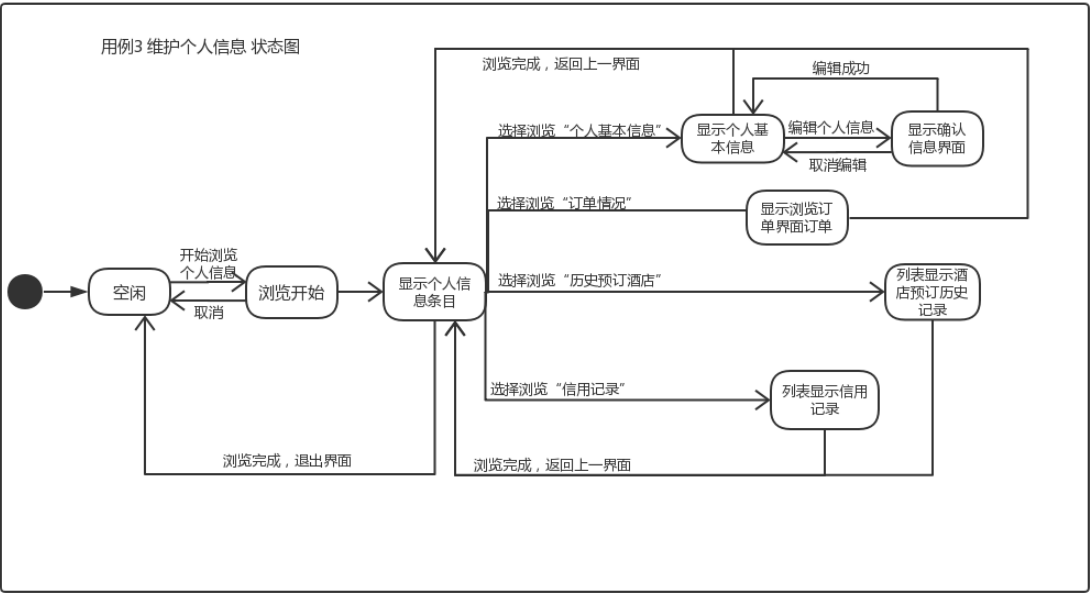 用例3 维护个人信息 状态图
浏览完成，返回上一界面
编辑成功
选择浏览“个人基本信息”
显示个人基
本信息
编辑个人信息
取消编辑
显示确认
信息界面
选择浏览“订单情况”
显示浏览订
单界面订单
开始浏览
个人信息
空闲
取消
浏览开始
显示个人信
息条目
选择浏览“历史预订酒店”
列表显示酒
店预订历史
记录
选择浏览“信用记录”
列表显示信用
记录
浏览完成，退出界面
浏览完成，返回上一界面